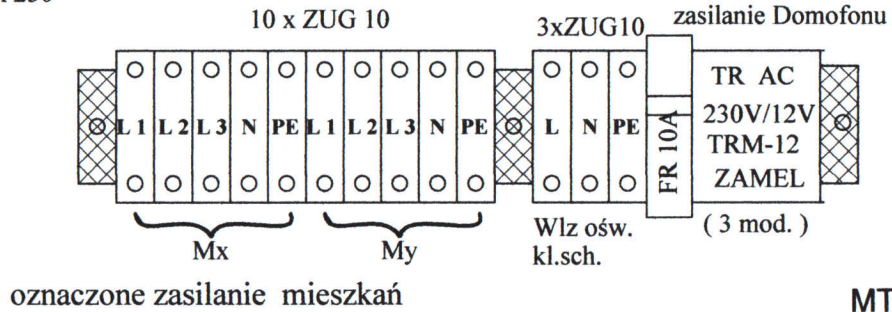 10 x ZUG 10
3xZUG10
zasilanie Domofonu
L 1 L 2 L 3 N PE L 1 L 2 L 3 N PE
L N PE
FR 10A
TR AC
230V/12V
TRM-12
ZAMEL
Mx
My
Wlz ośw.
kl.sch.
( 3 mod. )
oznaczone zasilanie mieszkań
MT